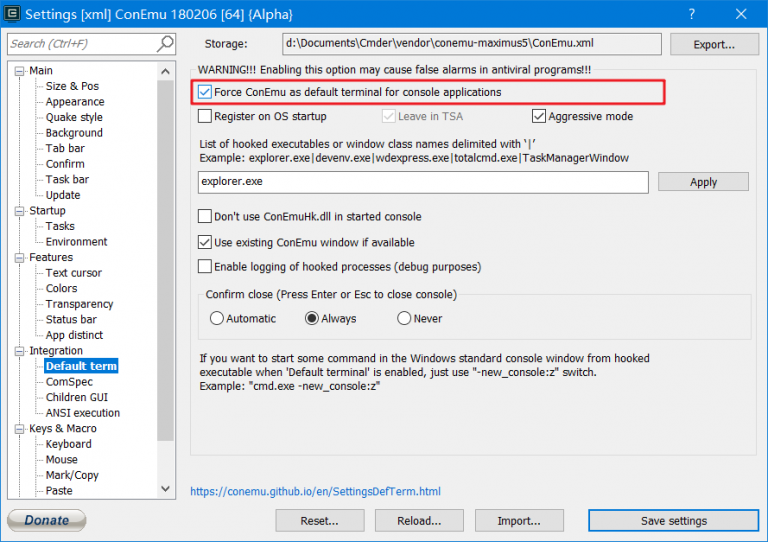 Settings [xml] ConEmu 180206 [64] {Alpha}
Search (Ctrl+F)
Storage:
d:\Documents\Cmder\vendor\conemu-maximus5\ConEmu.xml
Export...
Main
Size & Pos
Appearance
Quake style
Background
Tab bar
Confirm
Task bar
Update
Startup
Tasks
Environment
Features
Text cursor
Colors
Transparency
Status bar
App distinct
Integration
Default term
ComSpec
Children GUI
ANSI execution
Keys & Macro
Keyboard
Mouse
Mark/Copy
Paste
WARNING!!! Enabling this option may cause false alarms in antiviral programs!!!
Force ConEmu as default terminal for console applications
Register on OS startup
Leave in TSA
Aggressive mode
List of hooked executables or window class names delimited with ‘|’
Example: explorer.exe|devenv.exe|wdexpress.exe|totalcmd.exe|TaskManagerWindow
explorer.exe
Apply
Don't use ConEmuHk.dll in started console
Use existing ConEmu window if available
Enable logging of hooked processes (debug purposes)
Confirm close (Press Enter or Esc to close console)
Automatic
Always
Never
If you want to start some command in the Windows standard console window from hooked
executable when 'Default terminal' is enabled, just use "-new_console:z" switch.
Example: "cmd.exe -new_console:z"
https://conemu.github.io/en/SettingsDefTerm.html
Donate
Reset...
Reload...
Import...
Save settings